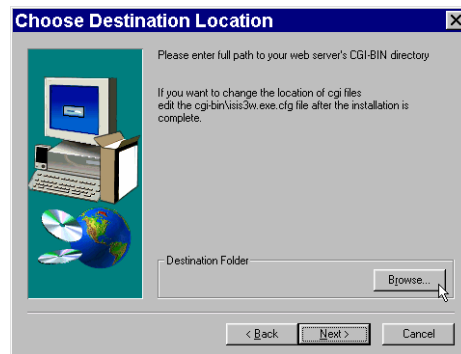 Choose Destination Location
Please enter full path to your web server's CGI-BIN directory
If you want to change the location of cgi files
edit the cgi-bin\isis3w.exe.cfg file after the installation is
complete.
Destination Folder
Browse...
< Back
Next >
Cancel